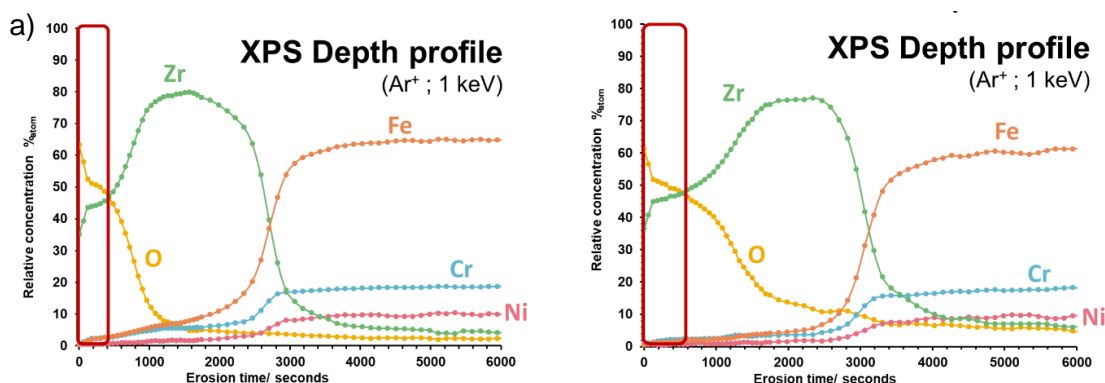 a)
XPS Depth profile
(Ar+ ; 1 keV)
Zr
Fe
O
Cr
Ni
Relative concentration %atom
100
90
80
70
60
50
40
30
20
10
0
0 1000 2000 3000 4000 5000 6000
Erosion time/ seconds
XPS Depth profile
(Ar+ ; 1 keV)
Zr
Fe
O
Cr
Ni
Relative concentration %atom
100
90
80
70
60
50
40
30
20
10
0
0 1000 2000 3000 4000 5000 6000
Erosion time/ seconds